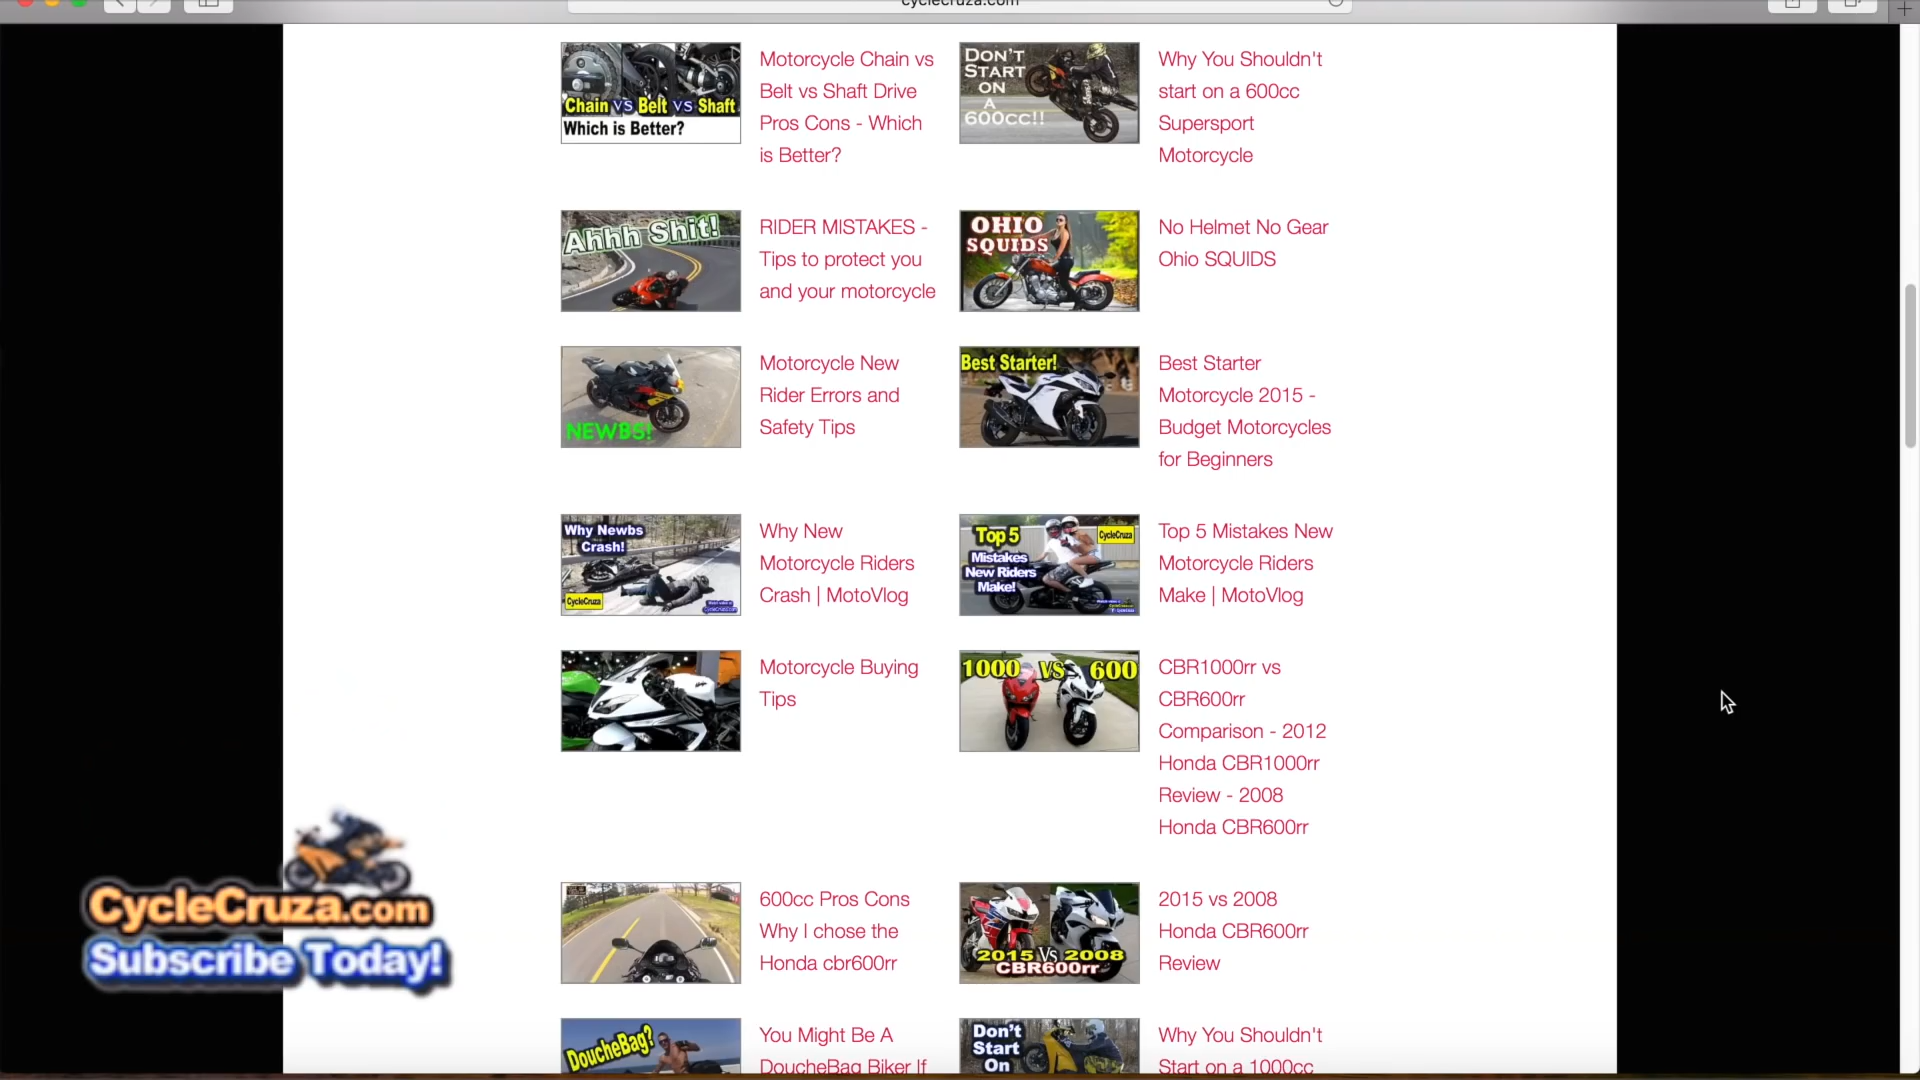 cyclecruza.com
Chain vs Belt vs Shaft
Which is Better?
Motorcycle Chain vs
Belt vs Shaft Drive
Pros Cons - Which
is Better?
DON'T
START
ON
A
600CC!!
Why You Shouldn't
start on a 600cc
Supersport
Motorcycle
Ahhh Shit!
RIDER MISTAKES -
Tips to protect you
and your motorcycle
OHIO
SQUIDS
No Helmet No Gear
Ohio SQUIDS
NEWBS!
Motorcycle New
Rider Errors and
Safety Tips
Best Starter!
Best Starter
Motorcycle 2015 -
Budget Motorcycles
for Beginners
Why Newbs
Crash!
CycleCruza
Why New
Motorcycle Riders
Crash | MotoVlog
Top 5
Mistakes
New Riders
Make!
CycleCruza
Top 5 Mistakes New
Motorcycle Riders
Make | MotoVlog
Motorcycle Buying
Tips
1000 VS 600
CBR1000rr vs
CBR600rr
Comparison - 2012
Honda CBR1000rr
Review - 2008
Honda CBR600rr
600cc Pros Cons
Why I chose the
Honda cbr600rr
2015 Vs 2008
CBR600rr
2015 vs 2008
Honda CBR600rr
Review
DoucheBag?
You Might Be A
DoucheBag Biker If
Don't
Start
On
Why You Shouldn't
Start on a 1000cc
CycleCruza.com
Subscribe Today!